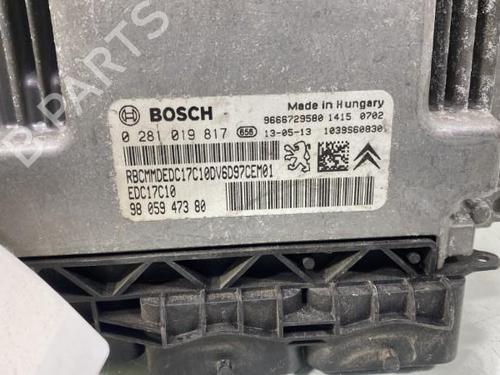 BOSCH
Made in Hungary
9666729580 1415 0702
0 281 019 817 656 13-05-13 1039S60830
RBCMMDEDC17C10DV6D97CEM01
EDC17C10
98 059 473 80